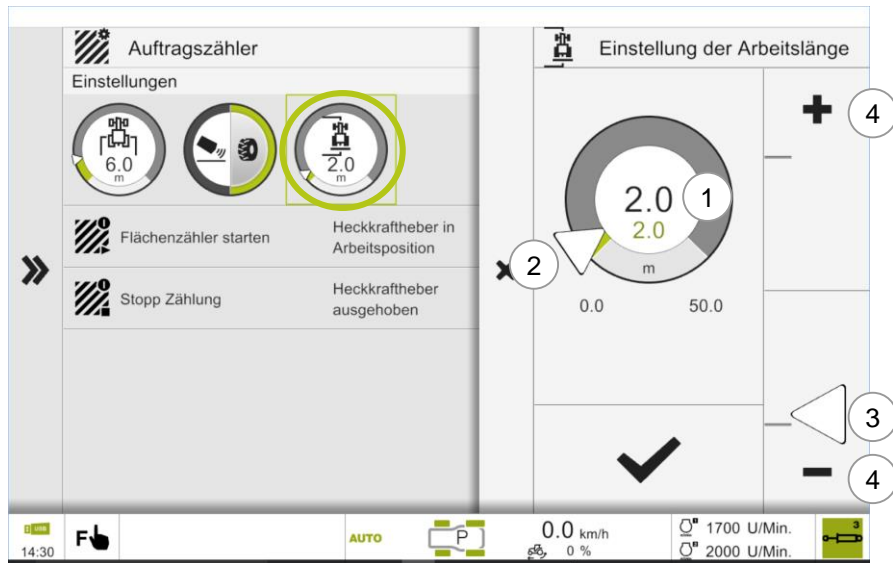 Auftragszähler
Einstellungen
6.0
m
2.0
m
Flächenzähler starten
Heckkraftheber in
Arbeitsposition
Stopp Zählung
Heckkraftheber
ausgehoben
Einstellung der Arbeitslänge
2.0
2.0
m
0.0 50.0
1
2
3
4
4
USB
14:30
F
AUTO
P
0.0 km/h
0 %
1700 U/Min.
2000 U/Min.
3